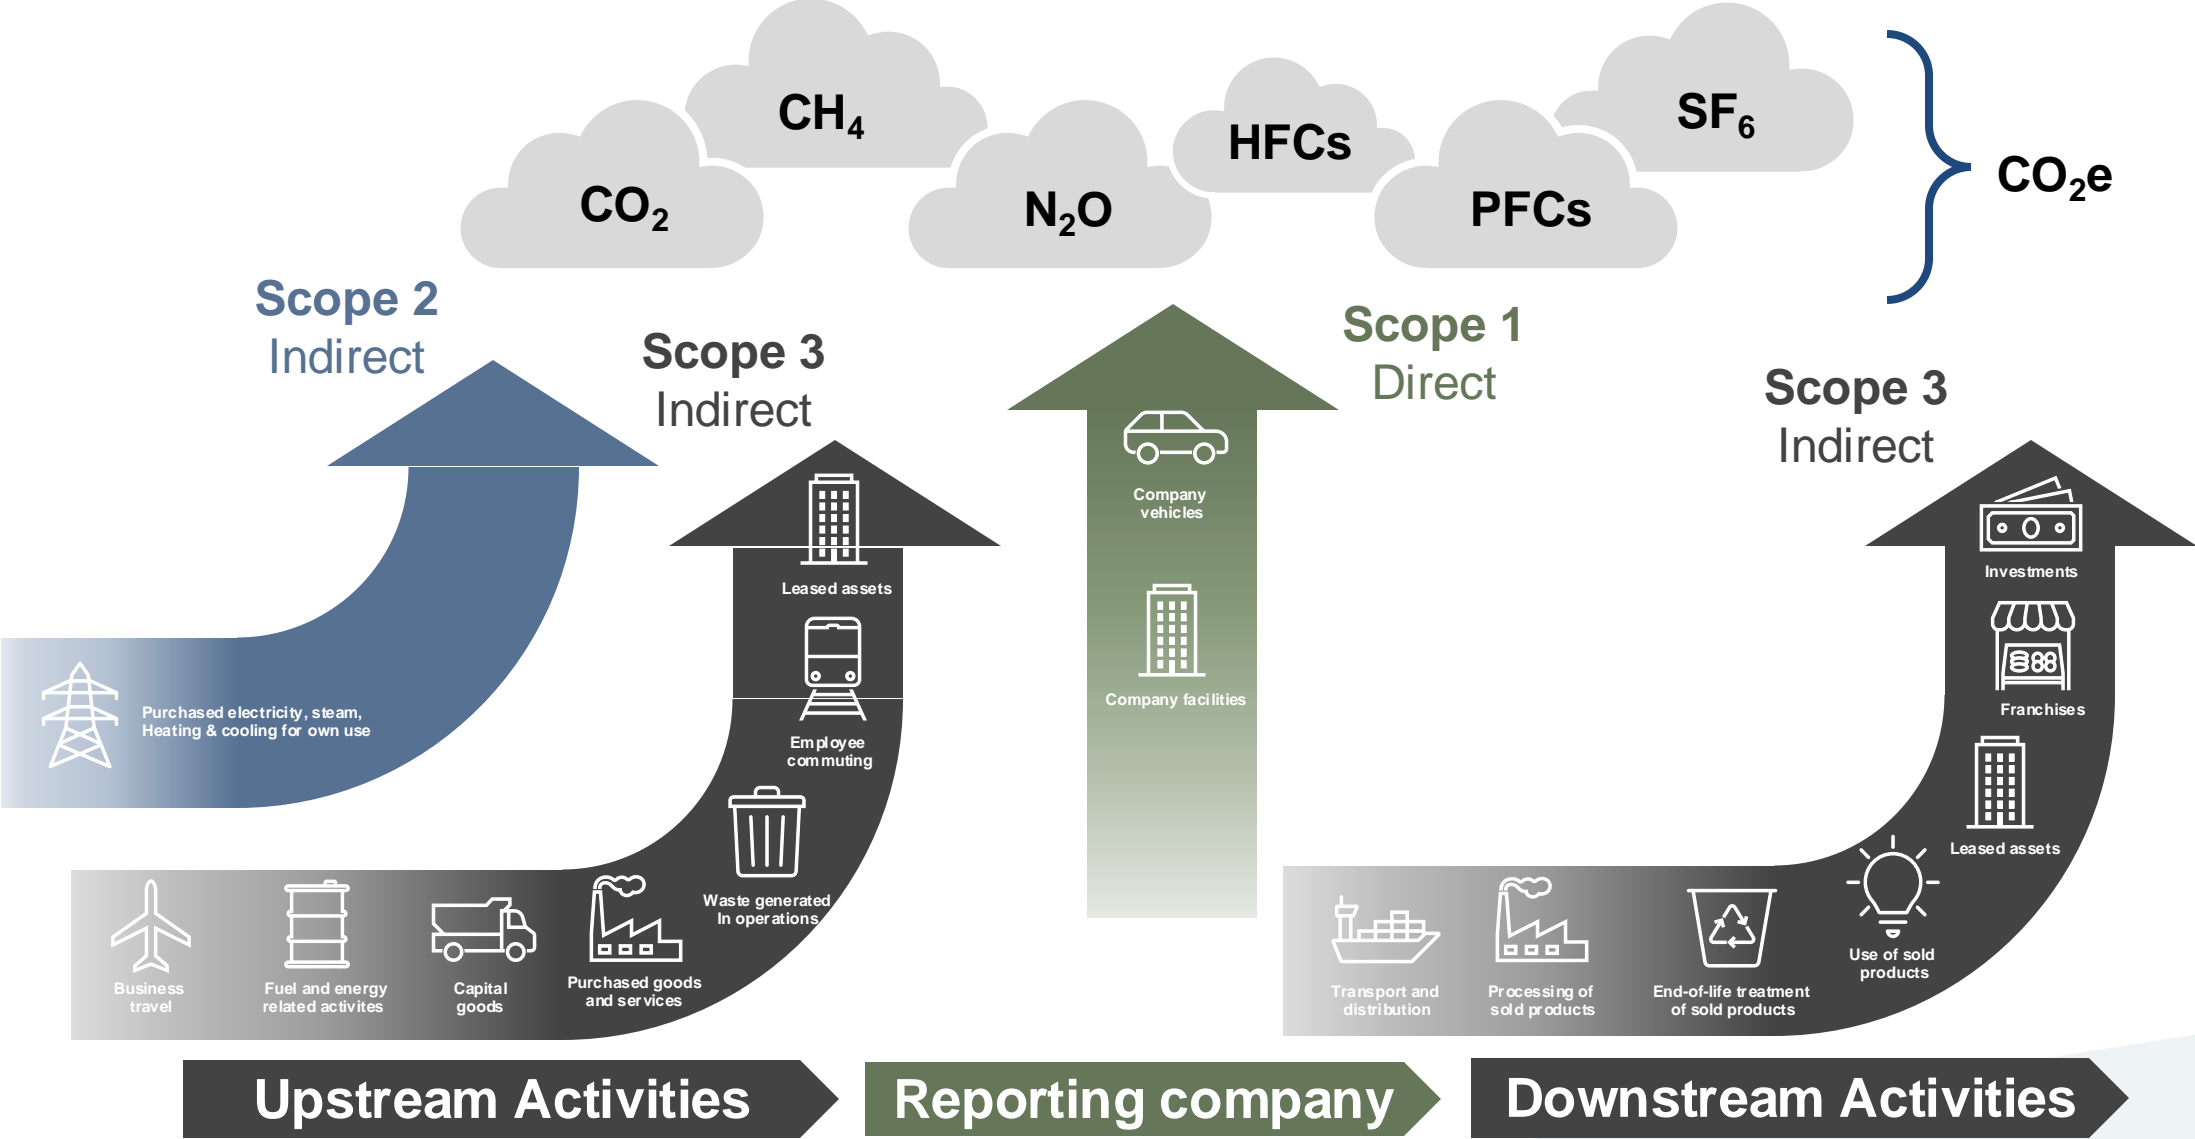 CH4
SF6
HFCs
CO2
N2O
PFCs
CO2e
Scope 2
Indirect
Scope 3
Indirect
Scope 1
Direct
Scope 3
Indirect
Purchased electricity, steam,
Heating & cooling for own use
Leased assets
Employee
commuting
Waste generated
In operations
Purchased goods
and services
Capital
goods
Fuel and energy
related activites
Business
travel
Company
vehicles
Company facilities
Investments
Franchises
Leased assets
Use of sold
products
End-of-life treatment
of sold products
Processing of
sold products
Transport and
distribution
Upstream Activities
Reporting company
Downstream Activities